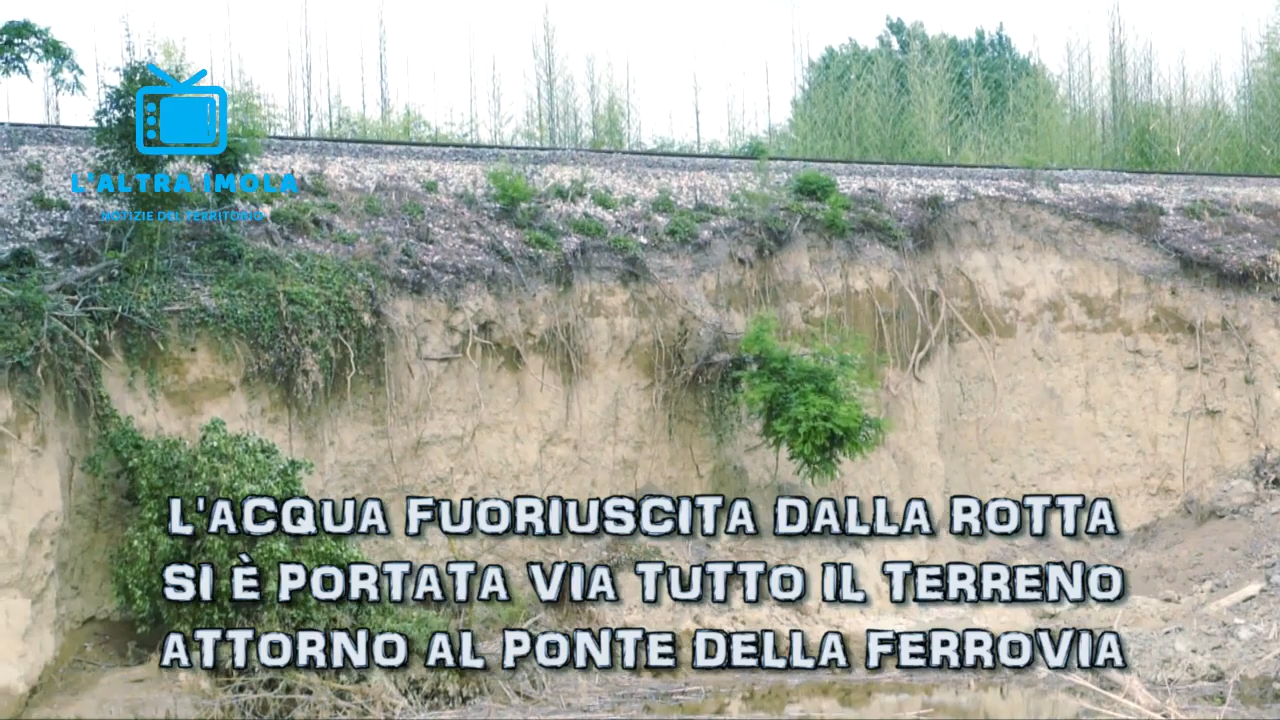 L'ALTRA IMOLA
NOTIZIE DEL TERRITORIO
L'ACQUA FUORIUSCITA DALLA ROTTA
SI È PORTATA VIA TUTTO IL TERRENO
ATTORNO AL PONTE DELLA FERROVIA